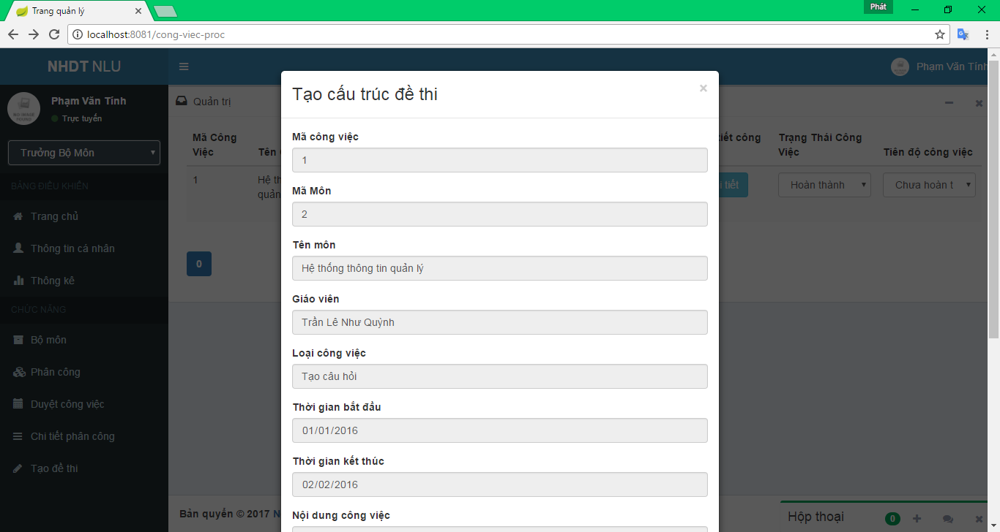 Trang quản lý
Phát
localhost:8081/cong-viec-proc
NHDT NLU
Phạm Văn Tính
Phạm Văn Tính
Trực tuyến
Trưởng Bộ Môn
BẢNG ĐIỀU KHIỂN
Trang chủ
Thông tin cá nhân
Thống kê
CHỨC NĂNG
Bộ môn
Phân công
Duyệt công việc
Chi tiết phân công
Tạo đề thi
Quản trị
Mã Công
Việc
Tên
iết công
Trạng Thái Công
Việc
Tiến độ công việc
1
Hệ th
quản
i tiết
Hoàn thành
Chưa hoàn t
0
Tạo cấu trúc đề thi
×
Mã công việc
1
Mã Môn
2
Tên môn
Hệ thống thông tin quản lý
Giáo viên
Trần Lê Như Quỳnh
Loại công việc
Tạo câu hỏi
Thời gian bắt đầu
01/01/2016
Thời gian kết thúc
02/02/2016
Nội dung công việc
Bản quyền © 2017 N
Hộp thoại
0